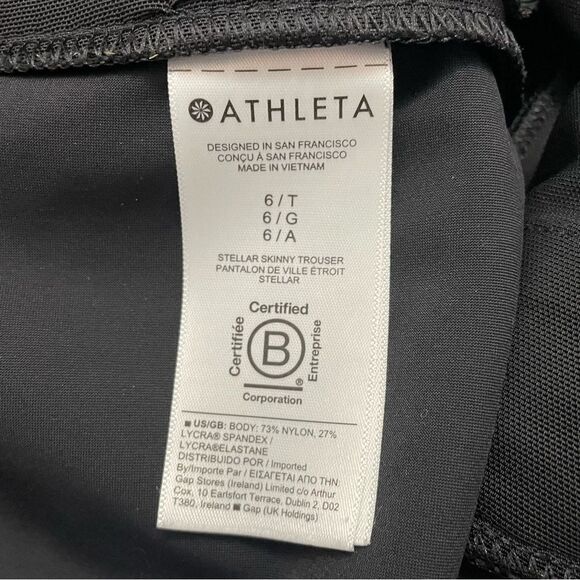 ATHLETA
DESIGNED IN SAN FRANCISCO
CONÇU À SAN FRANCISCO
MADE IN VIETNAM
6 / T
6 / G
6 / A
STELLAR SKINNY TROUSER
PANTALON DE VILLE ÉTROIT
STELLAR
Certified
Certifiée
B
Entreprise
®
Corporation
■ US/GB: BODY: 73% NYLON, 27%
LYCRA® SPANDEX /
LYCRA®ELASTANE
DISTRIBUIDO POR / Imported
By/Importe Par / ΕΙΣΑΓΕΤΑΙ ΑΠΟ ΤΗΝ:
Gap Stores (Ireland) Limited c/o Arthur
Cox, 10 Earlsfort Terrace, Dublin 2, D02
T380, Ireland ■ Gap (UK Holdings)